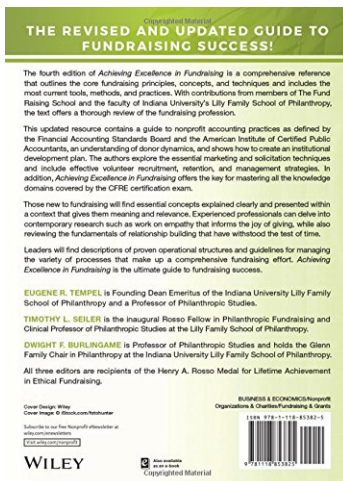 Copyrighted Material
THE REVISED AND UPDATED GUIDE TO
FUNDRAISING SUCCESS!
The fourth edition of Achieving Excellence in Fundraising is a comprehensive reference
that outlines the core fundraising principles, concepts, and techniques and includes the
most current tools, methods, and practices. With contributions from members of The Fund
Raising School and the faculty of Indiana University's Lilly Family School of Philanthropy,
the text offers a thorough review of the fundraising profession.
This updated resource contains a guide to nonprofit accounting practices as defined by
the Financial Accounting Standards Board and the American Institute of Certified Public
Accountants, an understanding of donor dynamics, and shows how to create an institutional
development plan. The authors explore the essential marketing and solicitation techniques
and include effective volunteer recruitment, retention, and management strategies. In
addition, Achieving Excellence in Fundraising offers the key for mastering all the knowledge
domains covered by the CFRE certification exam.
Those new to fundraising will find essential concepts explained clearly and presented within
a context that gives them meaning and relevance. Experienced professionals can delve into
contemporary research such as work on empathy that informs the joy of giving, while also
reviewing the fundamentals of relationship building that have withstood the test of time.
Leaders will find descriptions of proven operational structures and guidelines for managing
the variety of processes that make up a comprehensive fundraising effort. Achieving
Excellence in Fundraising is the ultimate guide to fundraising success.
EUGENE R. TEMPEL is Founding Dean Emeritus of the Indiana University Lilly Family
School of Philanthropy and a Professor of Philanthropic Studies.
TIMOTHY L. SEILER is the inaugural Rosso Fellow in Philanthropic Fundraising and
Clinical Professor of Philanthropic Studies at the Lilly Family School of Philanthropy.
DWIGHT F. BURLINGAME is Professor of Philanthropic Studies and holds the Glenn
Family Chair in Philanthropy at the Indiana University Lilly Family School of Philanthropy.
All three editors are recipients of the Henry A. Rosso Medal for Lifetime Achievement
in Ethical Fundraising.
Cover Design: Wiley
Cover Image: © iStock.com/fotohunter
BUSINESS & ECONOMICS/Nonprofit
Organizations & Charities/Fundraising & Grants
Subscribe to our free Nonprofit eNewsletter at
wiley.com/enewsletters
Visit wiley.com/nonprofit
WILEY
Also available
as an e-book
Copyrighted Material
ISBN 978-1-118-85382-5
9 781118 853825